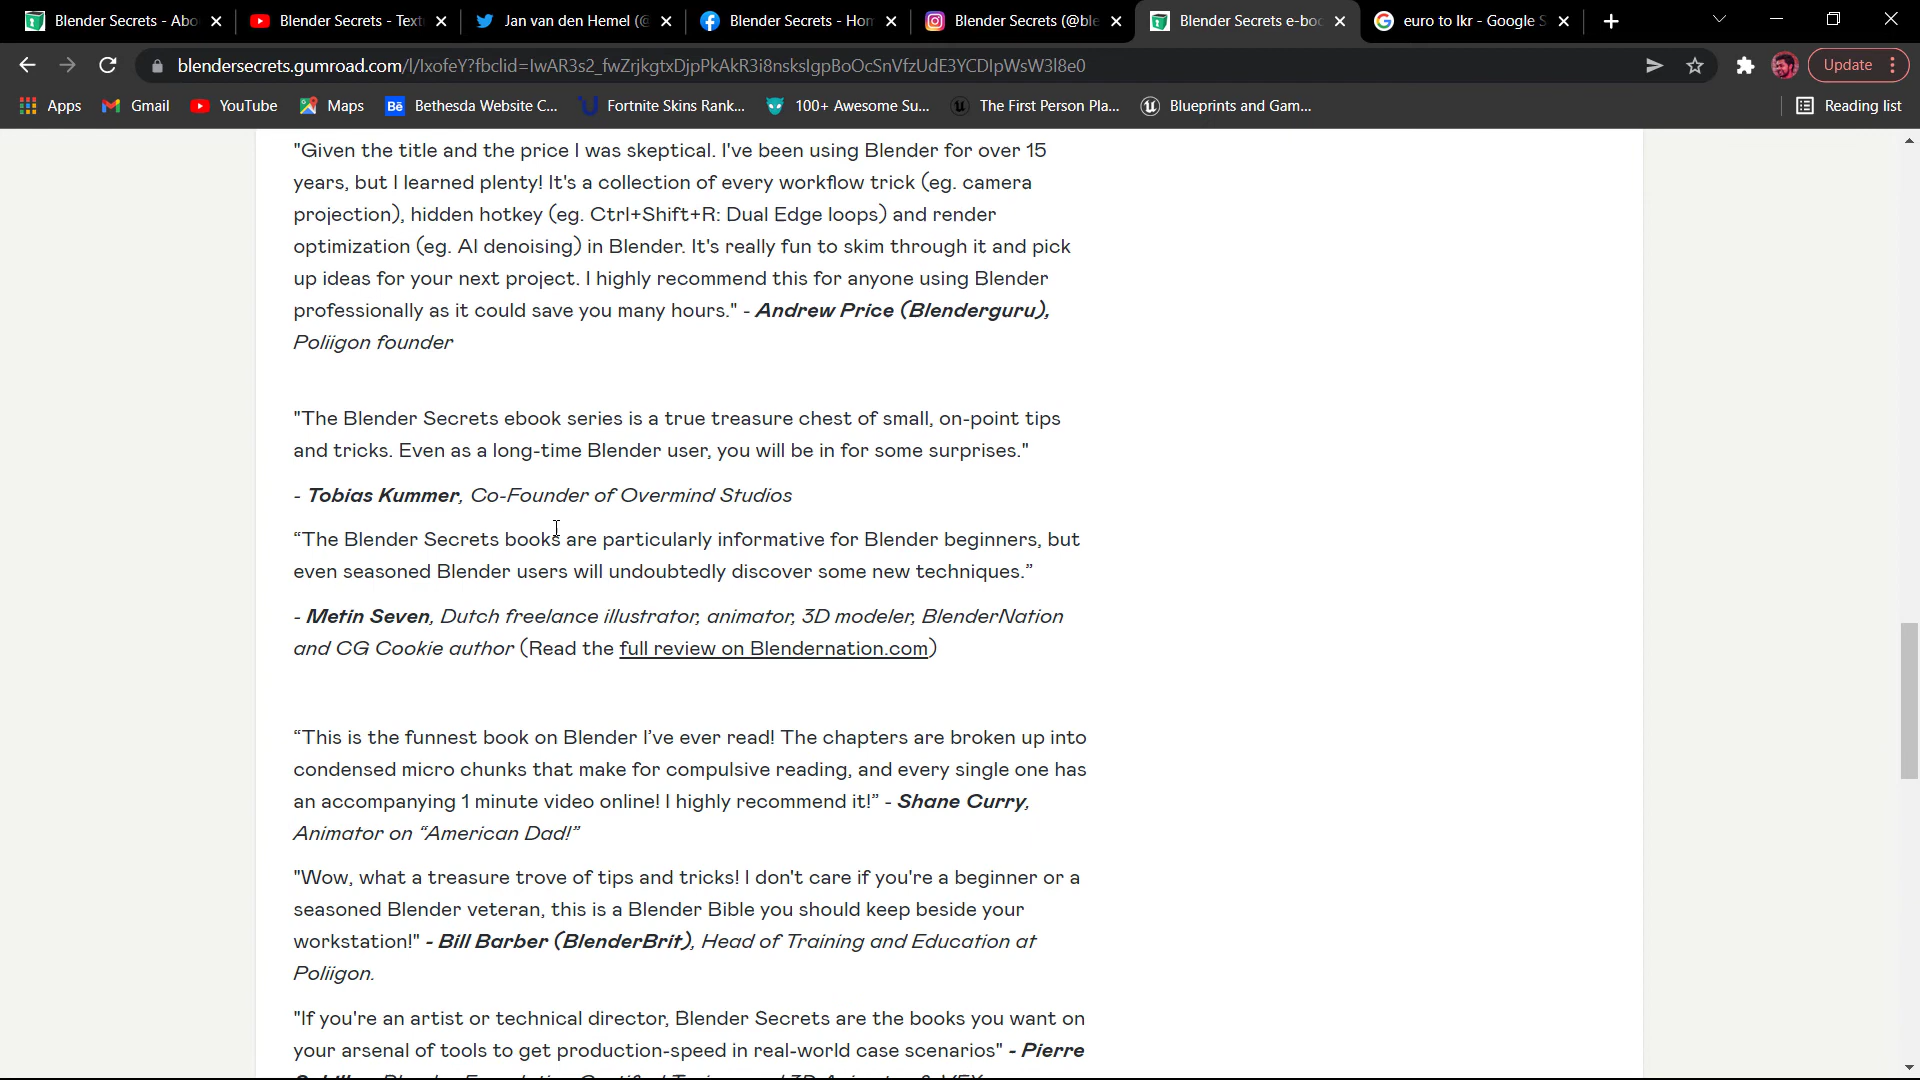 Blender Secrets - Abo
Blender Secrets - Text
Jan van den Hemel (@
Blender Secrets - Hom
Blender Secrets (@ble
Blender Secrets e-boo
euro to lkr - Google S
blendersecrets.gumroad.com/l/IxofeY?fbclid=IwAR3s2_fwZrjkgtxDjpPkAkR3i8nsksIgpBoOcSnVfzUdE3YCDIpWsW3l8e0
Update
Apps
Gmail
YouTube
Maps
Bē Bethesda Website C...
Fortnite Skins Rank...
100+ Awesome Su...
The First Person Pla...
Blueprints and Gam...
Reading list
"Given the title and the price I was skeptical. I've been using Blender for over 15
years, but I learned plenty! It's a collection of every workflow trick (eg. camera
projection), hidden hotkey (eg. Ctrl+Shift+R: Dual Edge loops) and render
optimization (eg. AI denoising) in Blender. It's really fun to skim through it and pick
up ideas for your next project. I highly recommend this for anyone using Blender
professionally as it could save you many hours." - Andrew Price (Blenderguru),
Poliigon founder
"The Blender Secrets ebook series is a true treasure chest of small, on-point tips
and tricks. Even as a long-time Blender user, you will be in for some surprises."
- Tobias Kummer, Co-Founder of Overmind Studios
“The Blender Secrets books are particularly informative for Blender beginners, but
even seasoned Blender users will undoubtedly discover some new techniques.”
- Metin Seven, Dutch freelance illustrator, animator, 3D modeler, BlenderNation
and CG Cookie author (Read the full review on Blendernation.com)
“This is the funnest book on Blender I’ve ever read! The chapters are broken up into
condensed micro chunks that make for compulsive reading, and every single one has
an accompanying 1 minute video online! I highly recommend it!” - Shane Curry,
Animator on “American Dad!”
"Wow, what a treasure trove of tips and tricks! I don't care if you're a beginner or a
seasoned Blender veteran, this is a Blender Bible you should keep beside your
workstation!" - Bill Barber (BlenderBrit), Head of Training and Education at
Poliigon.
"If you're an artist or technical director, Blender Secrets are the books you want on
your arsenal of tools to get production-speed in real-world case scenarios" - Pierre